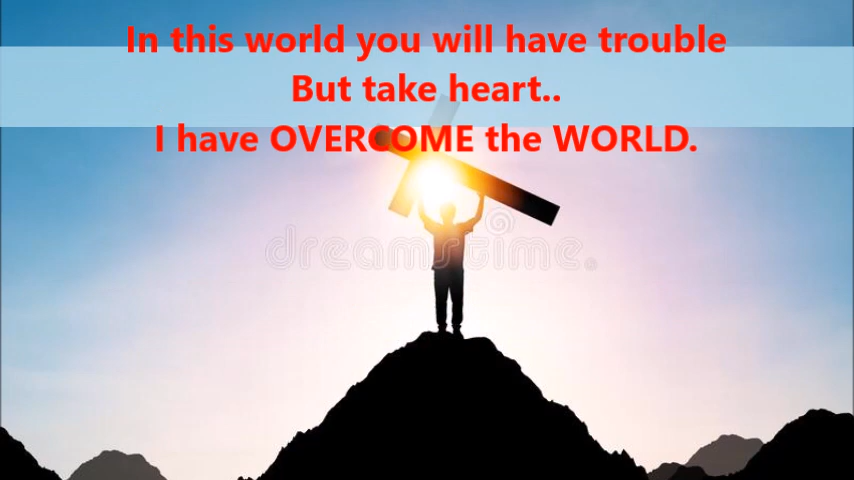 In this world you will have trouble
But take heart..
I have OVERCOME the WORLD.
dreamstime.